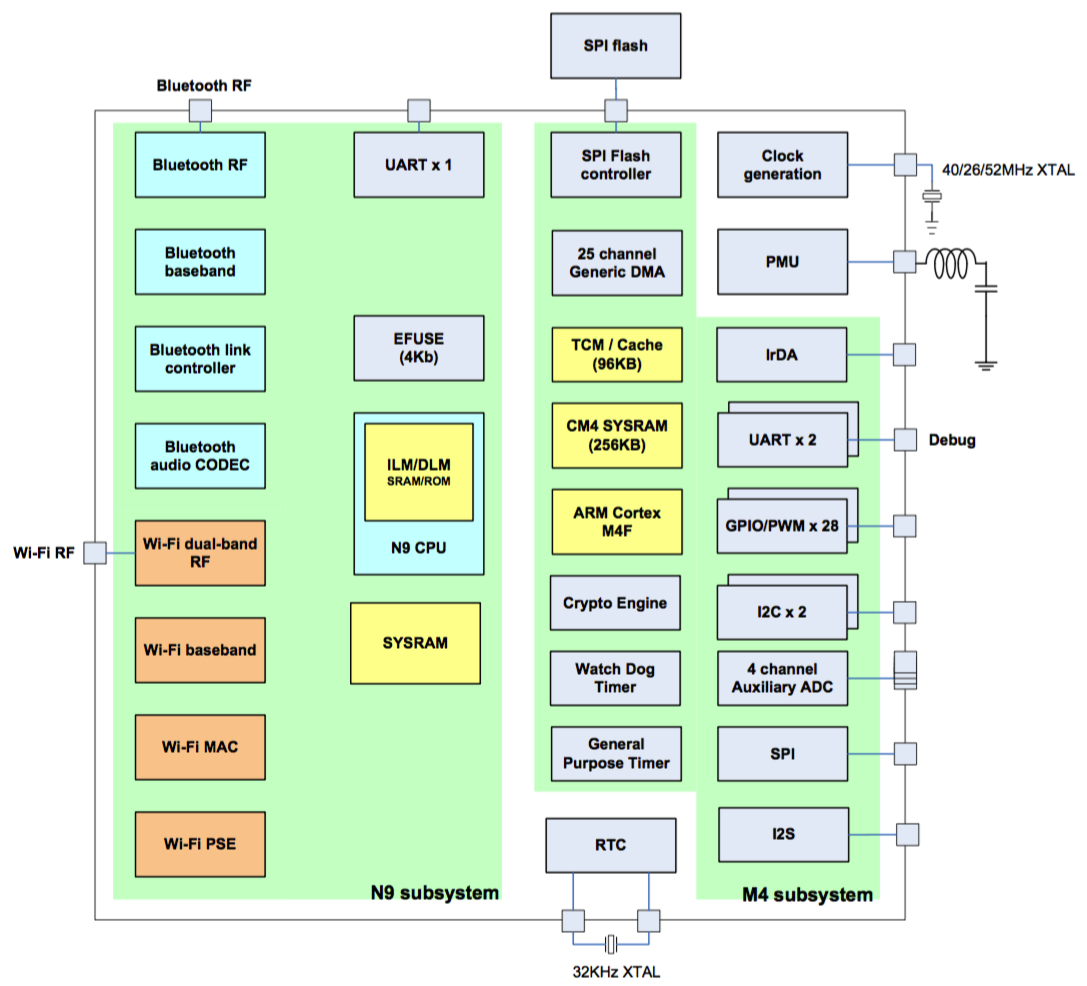 SPI flash
Bluetooth RF
Bluetooth RF
UART x 1
SPI Flash
controller
Clock
generation
40/26/52MHz XTAL
Bluetooth
baseband
25 channel
Generic DMA
PMU
Bluetooth link
controller
EFUSE
(4Kb)
TCM / Cache
(96KB)
IrDA
Bluetooth
audio CODEC
ILM/DLM
SRAM/ROM
N9 CPU
CM4 SYSRAM
(256KB)
UART x 2
Debug
Wi-Fi RF
Wi-Fi dual-band
RF
ARM Cortex
M4F
GPIO/PWM x 28
Wi-Fi baseband
SYSRAM
Crypto Engine
I2C x 2
Watch Dog
Timer
4 channel
Auxiliary ADC
Wi-Fi MAC
General
Purpose Timer
SPI
Wi-Fi PSE
RTC
I2S
N9 subsystem
M4 subsystem
32KHz XTAL